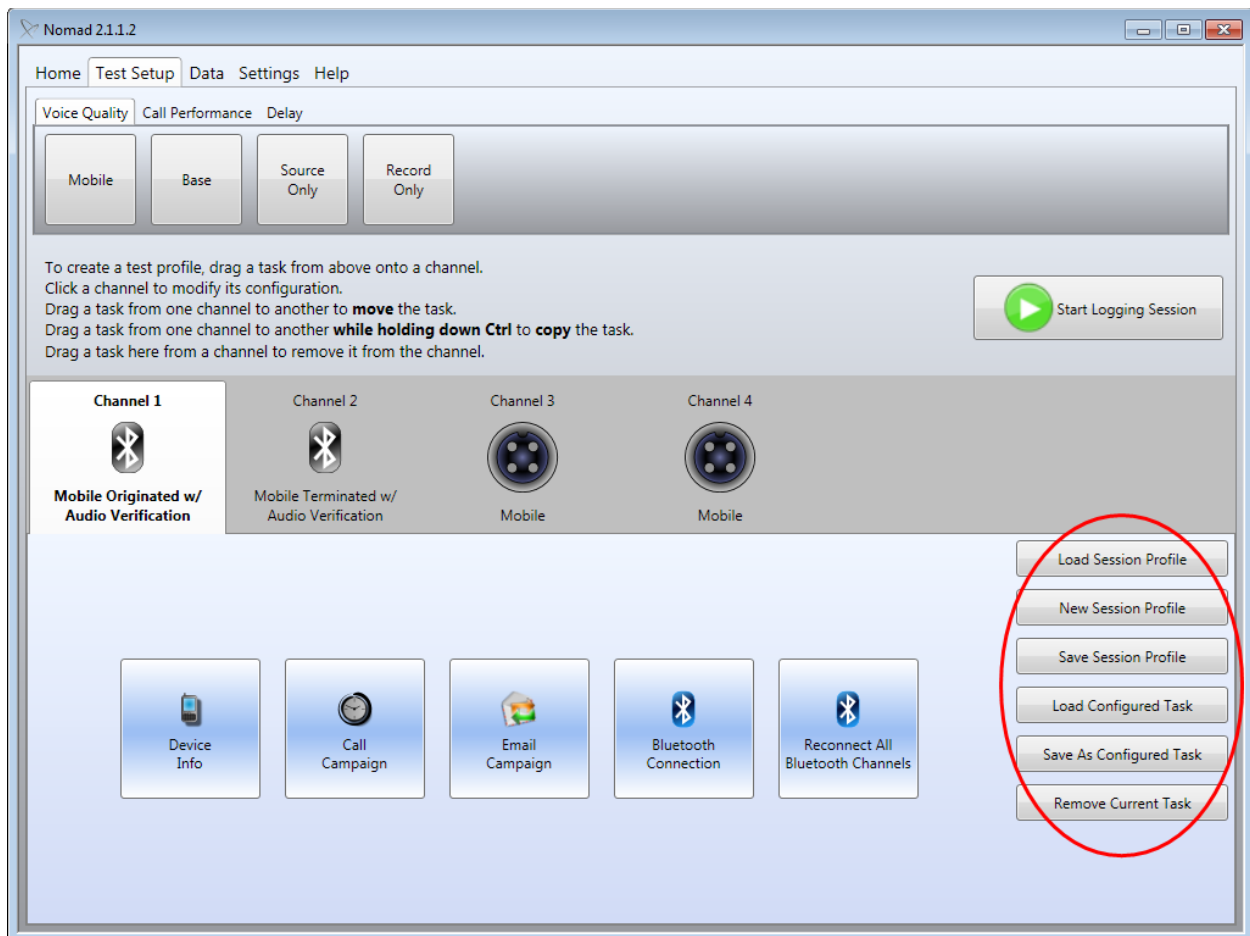 Nomad 2.1.1.2
Home Test Setup Data Settings Help
Voice Quality Call Performance Delay
Mobile
Base
Source
Only
Record
Only
To create a test profile, drag a task from above onto a channel.
Click a channel to modify its configuration.
Drag a task from one channel to another to move the task.
Drag a task from one channel to another while holding down Ctrl to copy the task.
Drag a task here from a channel to remove it from the channel.
Start Logging Session
Channel 1
Mobile Originated w/
Audio Verification
Channel 2
Mobile Terminated w/
Audio Verification
Channel 3
Mobile
Channel 4
Mobile
Device
Info
Call
Campaign
Email
Campaign
Bluetooth
Connection
Reconnect All
Bluetooth Channels
Load Session Profile
New Session Profile
Save Session Profile
Load Configured Task
Save As Configured Task
Remove Current Task